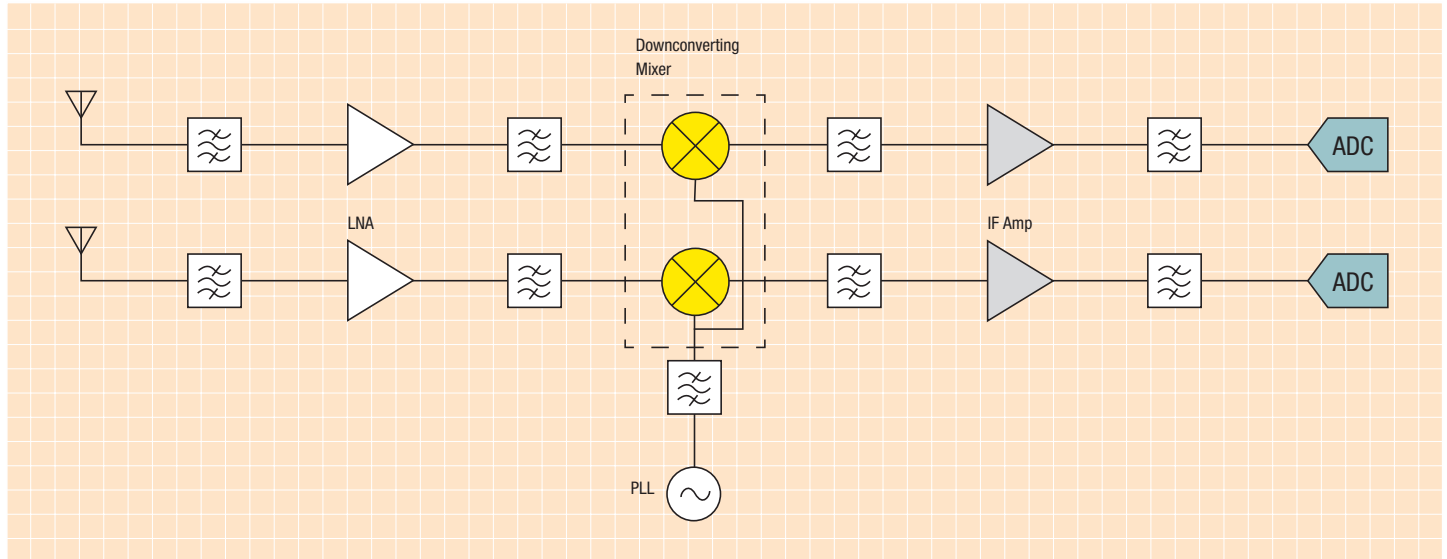 Downconverting
Mixer
ADC
LNA
IF Amp
ADC
PLL